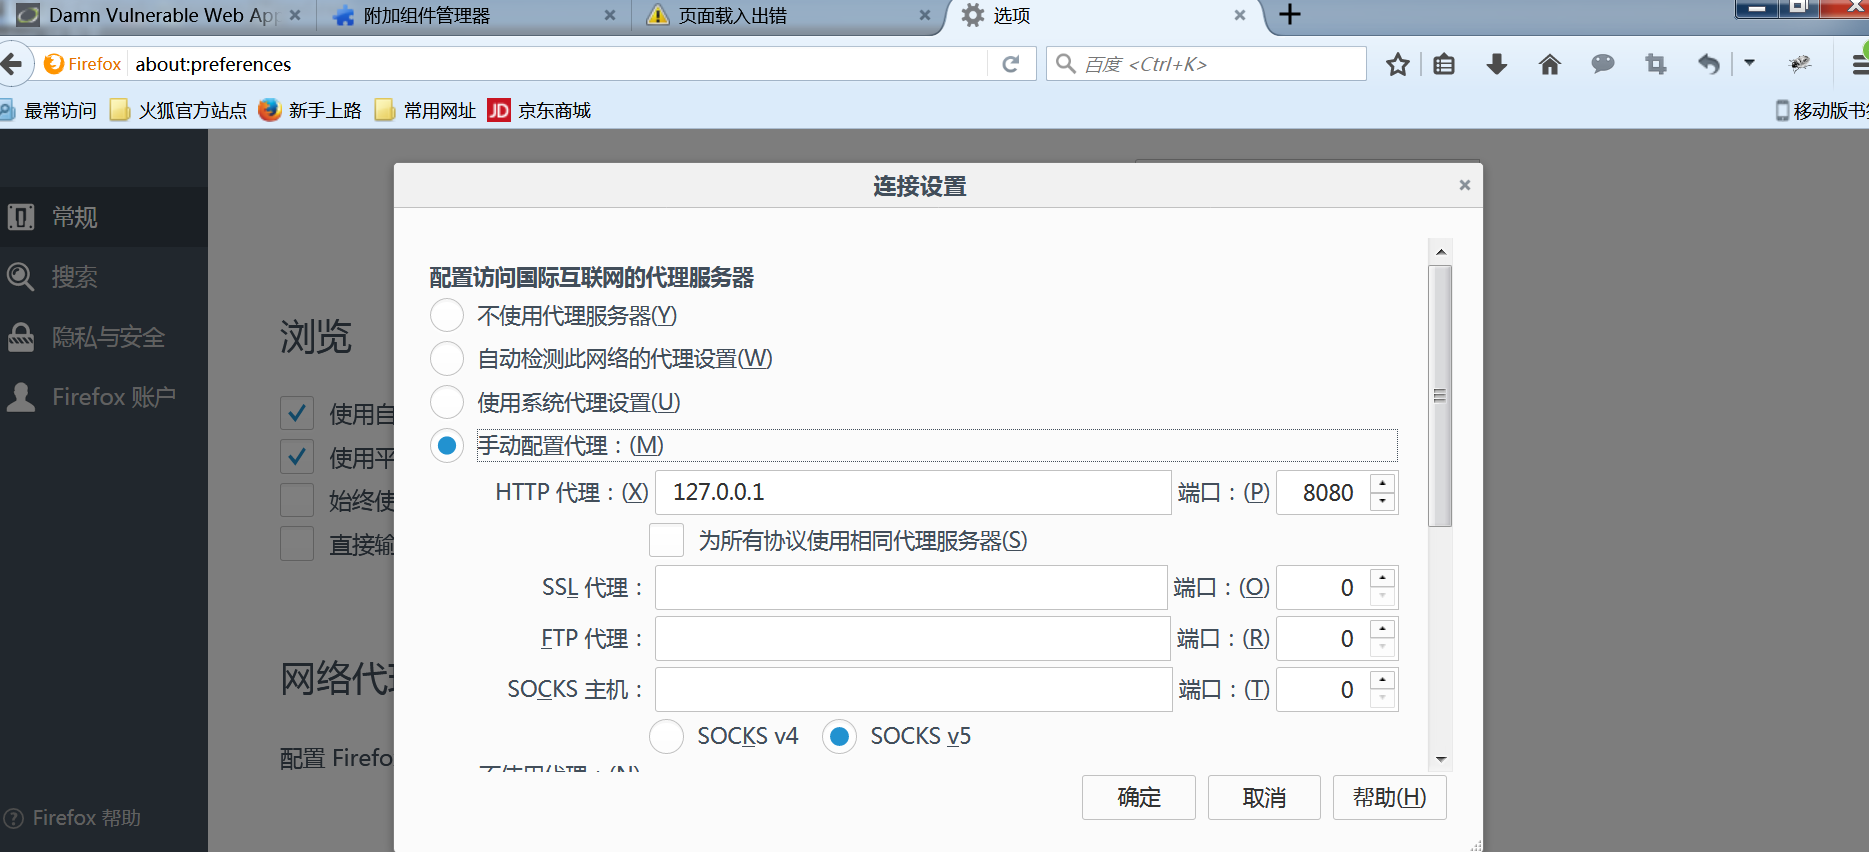 Damn Vulnerable Web App
附加组件管理器
页面载入出错
选项
Firefox
about:preferences
百度 <Ctrl+K>
最常访问
火狐官方站点
新手上路
常用网址
JD 京东商城
移动版书签
常规
搜索
隐私与安全
Firefox 账户
Firefox 帮助
浏览
使用自
使用平
始终使
直接输
网络代理
配置 Firefo
连接设置
配置访问国际互联网的代理服务器
不使用代理服务器(Y)
自动检测此网络的代理设置(W)
使用系统代理设置(U)
手动配置代理：(M)
HTTP 代理：(X) 127.0.0.1 端口：(P) 8080
为所有协议使用相同代理服务器(S)
SSL 代理： 端口：(O) 0
FTP 代理： 端口：(R) 0
SOCKS 主机： 端口：(T) 0
SOCKS v4 SOCKS v5
不使用代理：(N)
确定 取消 帮助(H)